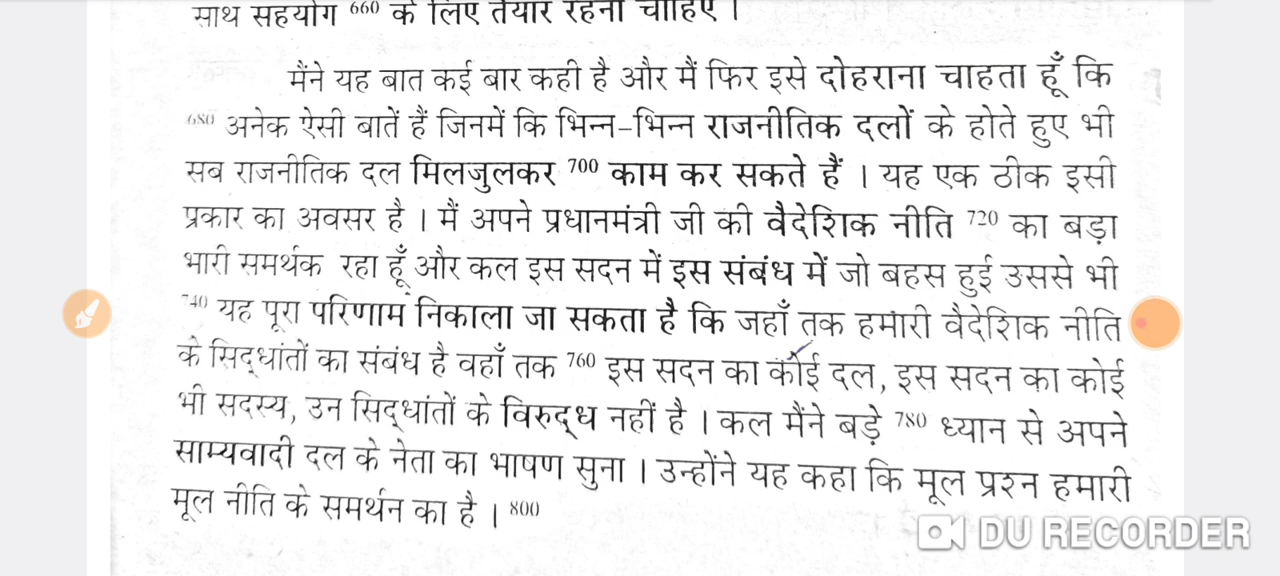 साथ सहयोग 660 के लिए तैयार रहना चाहिए ।
मैंने यह बात कई बार कही है और मैं फिर इसे दोहराना चाहता हूँ कि
680 अनेक ऐसी बातें हैं जिनमें कि भिन्न-भिन्न राजनीतिक दलों के होते हुए भी
सब राजनीतिक दल मिलजुलकर 700 काम कर सकते हैं । यह एक ठीक इसी
प्रकार का अवसर है । मैं अपने प्रधानमंत्री जी की वैदेशिक नीति 720 का बड़ा
भारी समर्थक रहा हूँ और कल इस सदन में इस संबंध में जो बहस हुई उससे भी
740 यह पूरा परिणाम निकाला जा सकता है कि जहाँ तक हमारी वैदेशिक नीति
के सिद्धांतों का संबंध है वहाँ तक 760 इस सदन का कोई दल, इस सदन का कोई
भी सदस्य, उन सिद्धांतों के विरुद्ध नहीं है । कल मैंने बड़े 780 ध्यान से अपने
साम्यवादी दल के नेता का भाषण सुना । उन्होंने यह कहा कि मूल प्रश्न हमारी
मूल नीति के समर्थन का है । 800
DU RECORDER